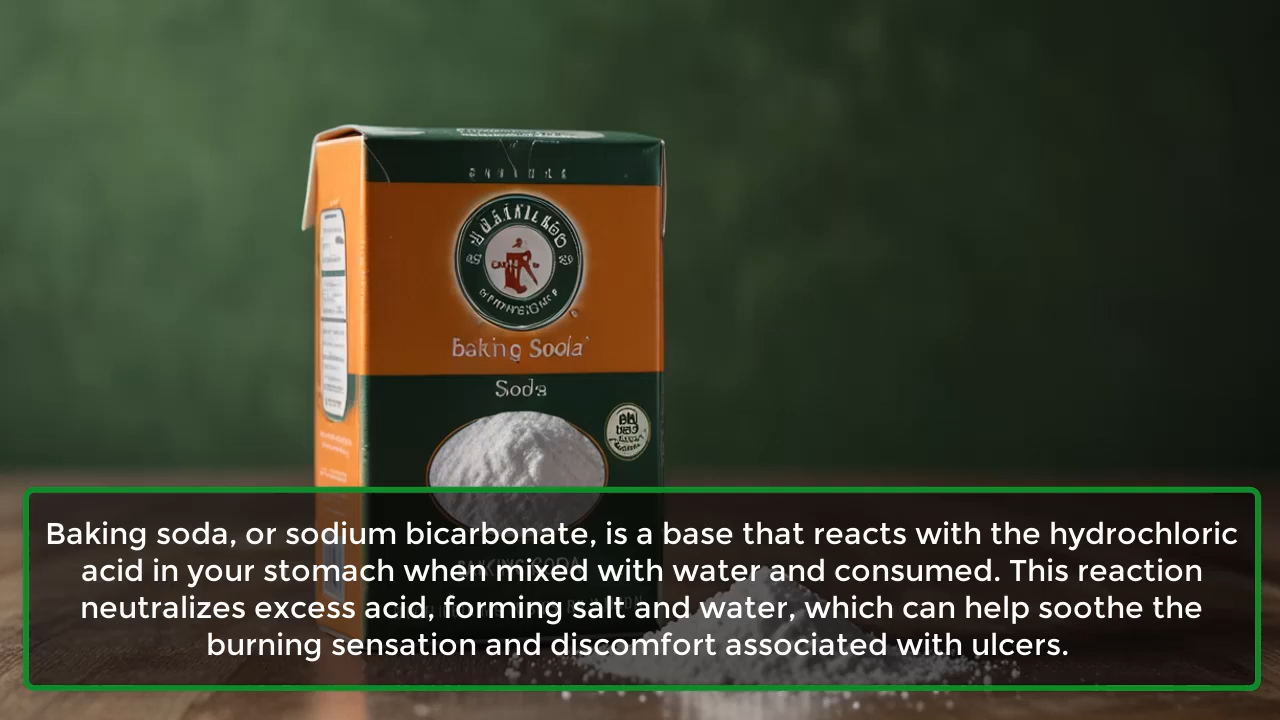 Baking Soda
Soda
Baking soda, or sodium bicarbonate, is a base that reacts with the hydrochloric
acid in your stomach when mixed with water and consumed. This reaction
neutralizes excess acid, forming salt and water, which can help soothe the
burning sensation and discomfort associated with ulcers.